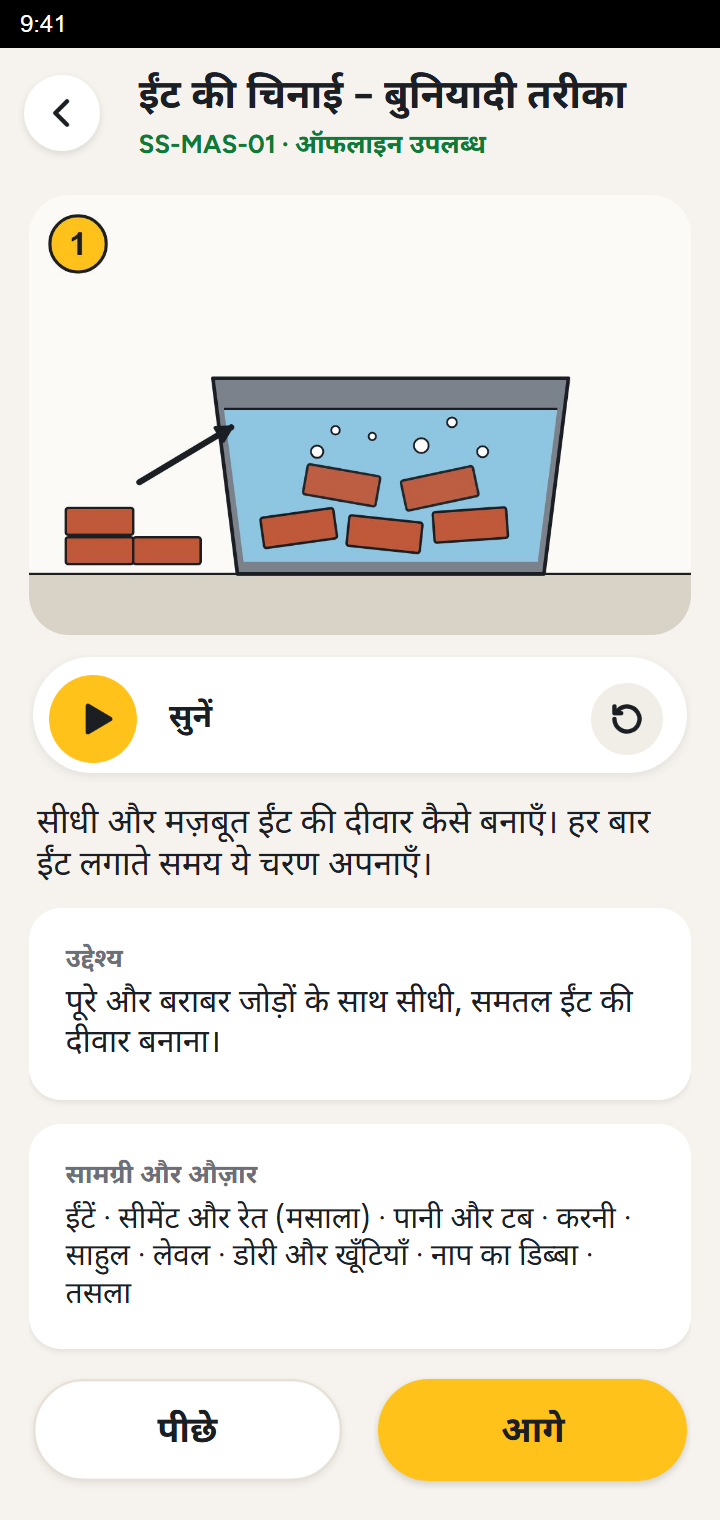 9:41
ईंट की चिनाई – बुनियादी तरीका
SS-MAS-01 · ऑफलाइन उपलब्ध
1
सुनें
सीधी और मज़बूत ईंट की दीवार कैसे बनाएँ। हर बार
ईंट लगाते समय ये चरण अपनाएँ।
उद्देश्य
पूरे और बराबर जोड़ों के साथ सीधी, समतल ईंट की
दीवार बनाना।
सामग्री और औज़ार
ईंटें · सीमेंट और रेत (मसाला) · पानी और टब · करनी ·
साहुल · लेवल · डोरी और खूँटियाँ · नाप का डिब्बा ·
तसला
पीछे
आगे